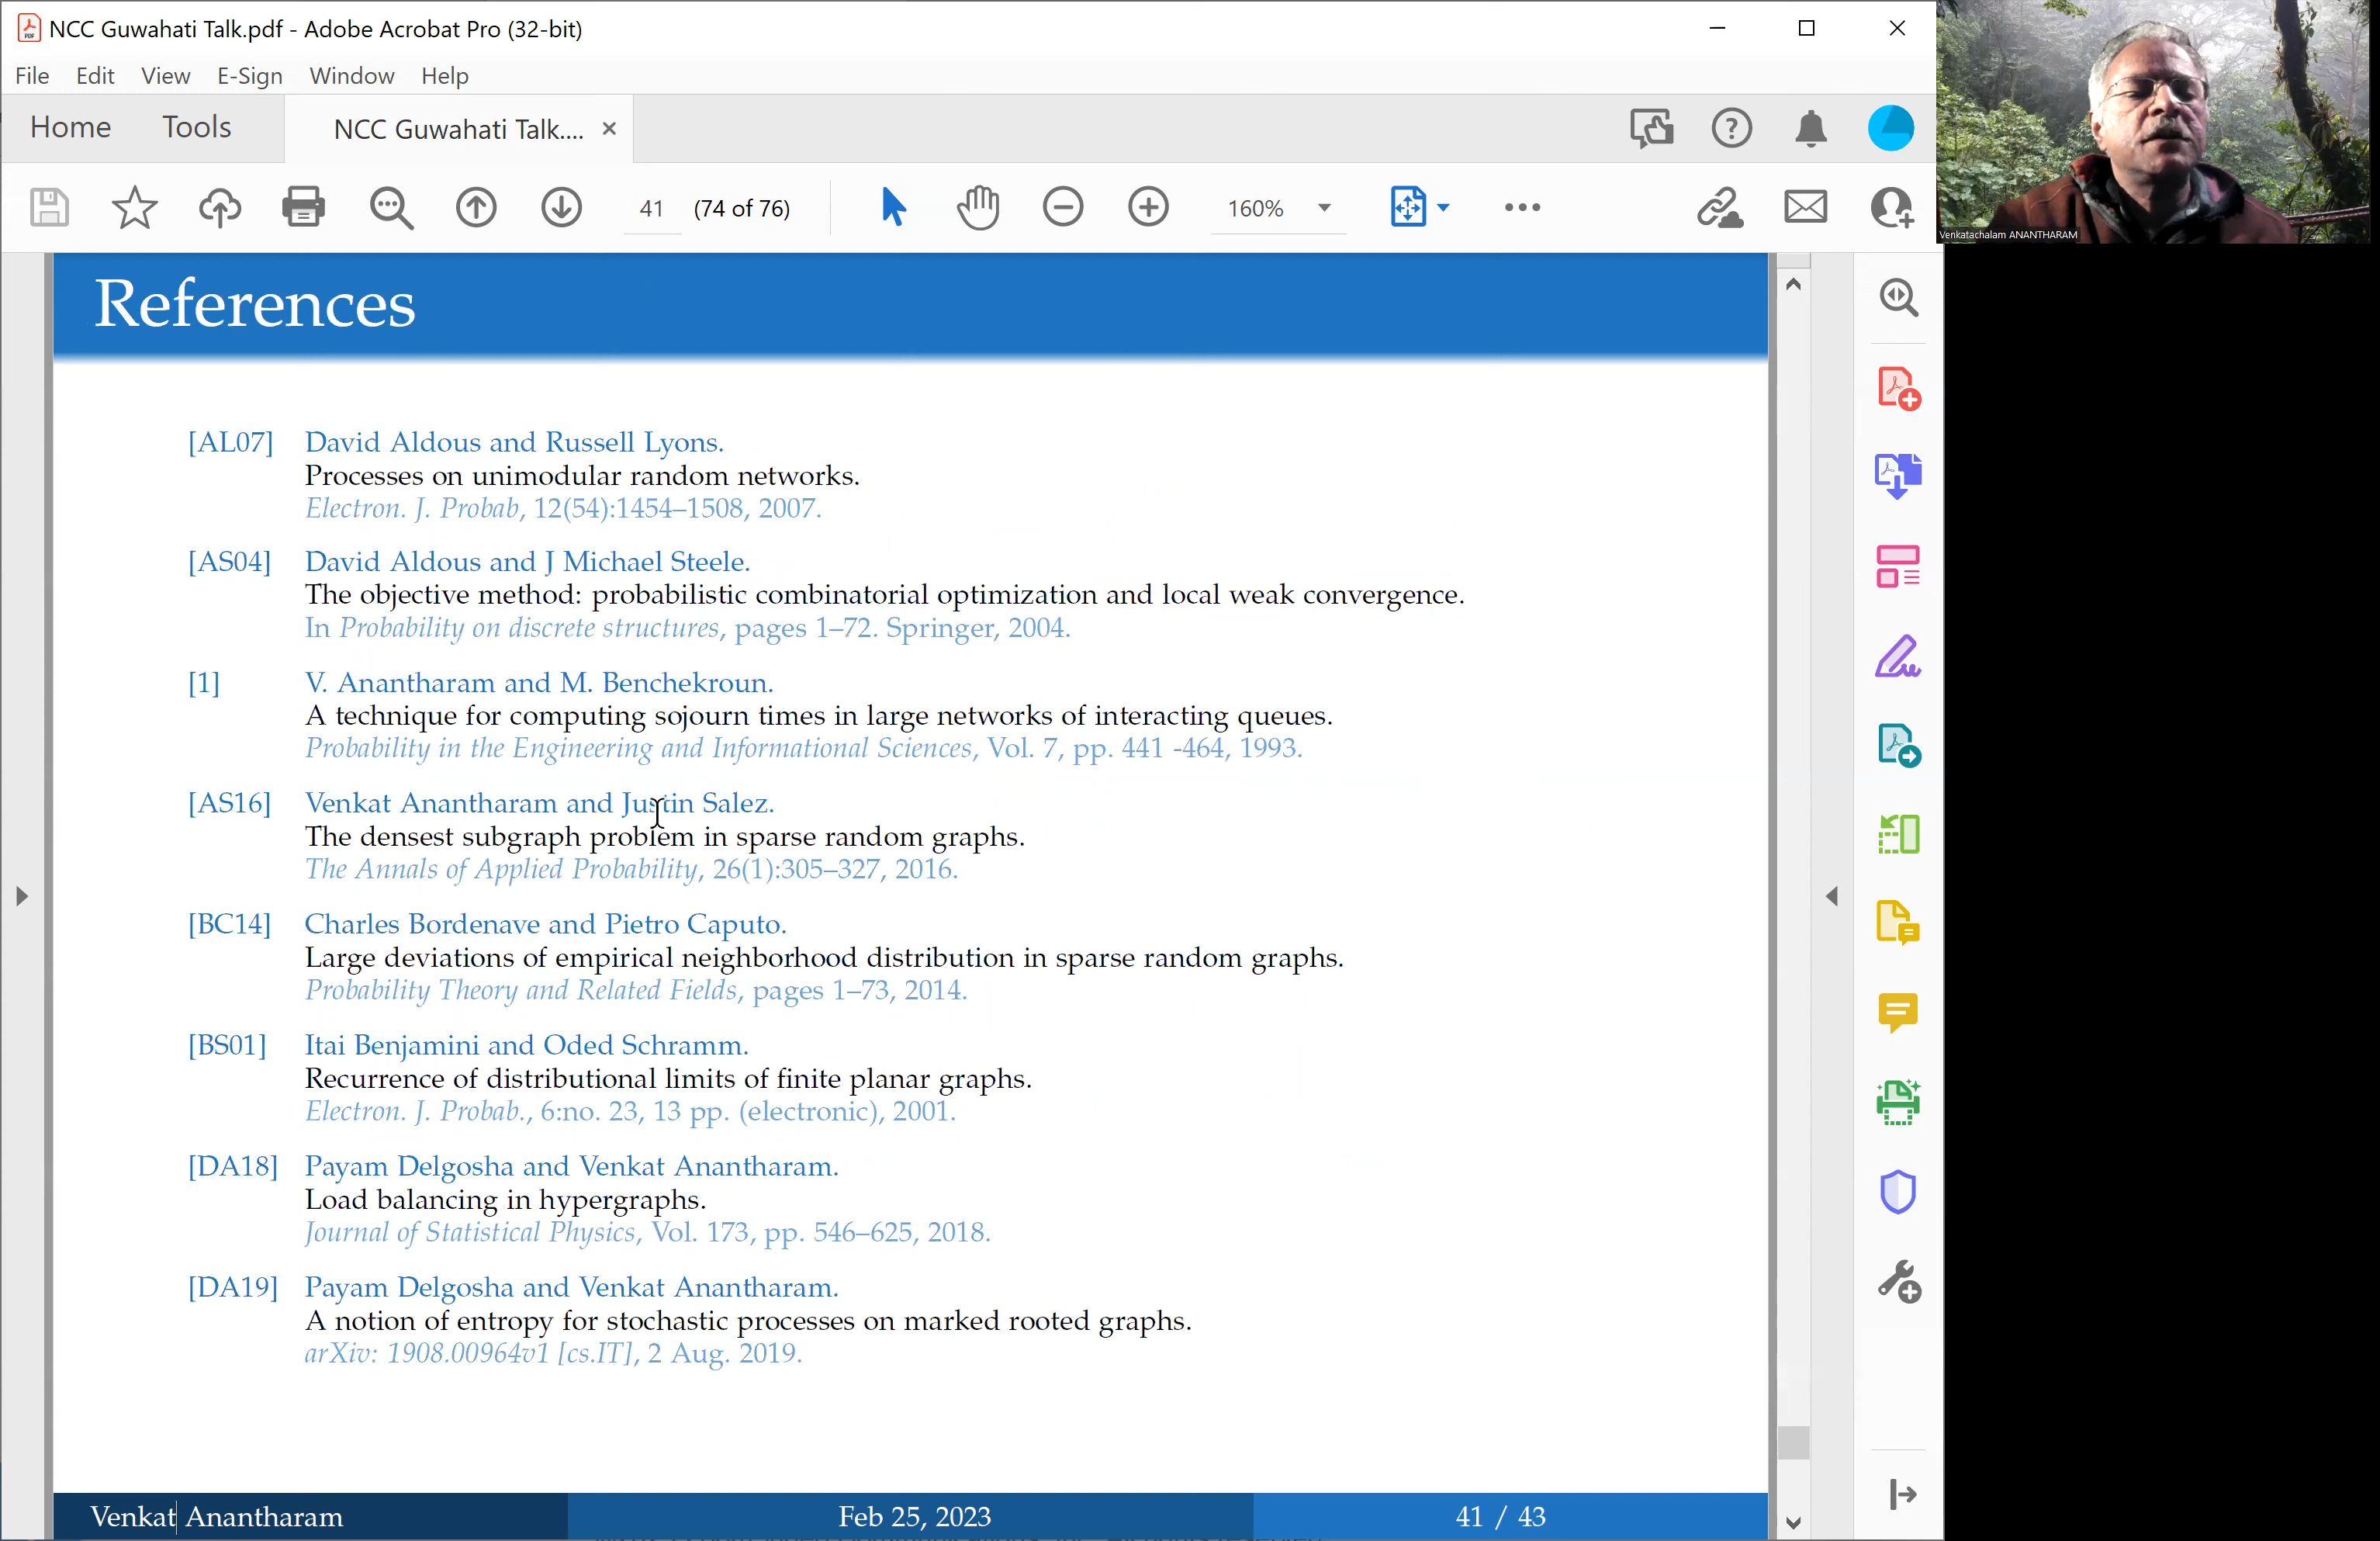 NCC Guwahati Talk.pdf - Adobe Acrobat Pro (32-bit)
File Edit View E-Sign Window Help
Home Tools NCC Guwahati Talk.... ×
41 (74 of 76) 160%
Venkatachalam ANANTHARAM
References
[AL07] David Aldous and Russell Lyons.
Processes on unimodular random networks.
Electron. J. Probab, 12(54):1454–1508, 2007.
[AS04] David Aldous and J Michael Steele.
The objective method: probabilistic combinatorial optimization and local weak convergence.
In Probability on discrete structures, pages 1–72. Springer, 2004.
[1] V. Anantharam and M. Benchekroun.
A technique for computing sojourn times in large networks of interacting queues.
Probability in the Engineering and Informational Sciences, Vol. 7, pp. 441 -464, 1993.
[AS16] Venkat Anantharam and Justin Salez.
The densest subgraph problem in sparse random graphs.
The Annals of Applied Probability, 26(1):305–327, 2016.
[BC14] Charles Bordenave and Pietro Caputo.
Large deviations of empirical neighborhood distribution in sparse random graphs.
Probability Theory and Related Fields, pages 1–73, 2014.
[BS01] Itai Benjamini and Oded Schramm.
Recurrence of distributional limits of finite planar graphs.
Electron. J. Probab., 6:no. 23, 13 pp. (electronic), 2001.
[DA18] Payam Delgosha and Venkat Anantharam.
Load balancing in hypergraphs.
Journal of Statistical Physics, Vol. 173, pp. 546–625, 2018.
[DA19] Payam Delgosha and Venkat Anantharam.
A notion of entropy for stochastic processes on marked rooted graphs.
arXiv: 1908.00964v1 [cs.IT], 2 Aug. 2019.
Venkat Anantharam Feb 25, 2023 41 / 43